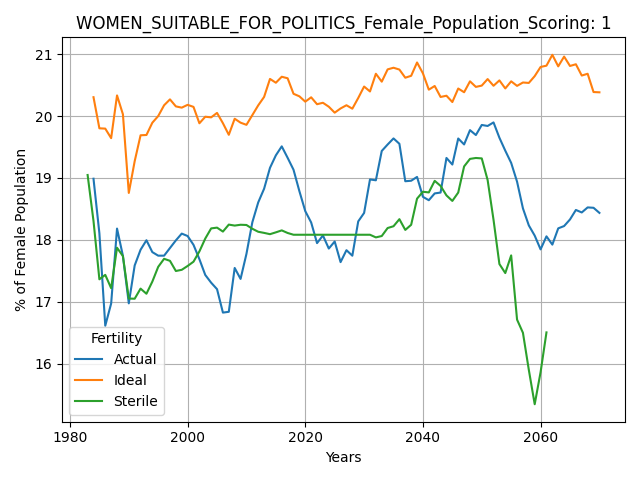 WOMEN_SUITABLE_FOR_POLITICS_Female_Population_Scoring: 1
% of Female Population
21
20
19
18
17
16
Fertility
Actual
Ideal
Sterile
1980 2000 2020 2040 2060
Years